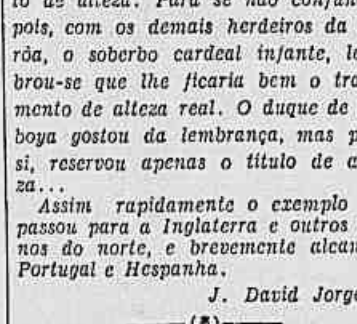 to de alteza. Para se não confun
pois, com os demais herdeiros da
rôa, o soberbo cardeal infante, le
brou-se que lhe ficaria bem o tra
mento de alteza real. O duque de
boya gostou da lembrança, mas p
si, reservou apenas o titulo de a
za...
Assim rapidamente o exemplo
passou para a Inglaterra e outros
nos do norte, e brevemente alcan
Portugal e Hespanha.
J. David Jorge
(*)